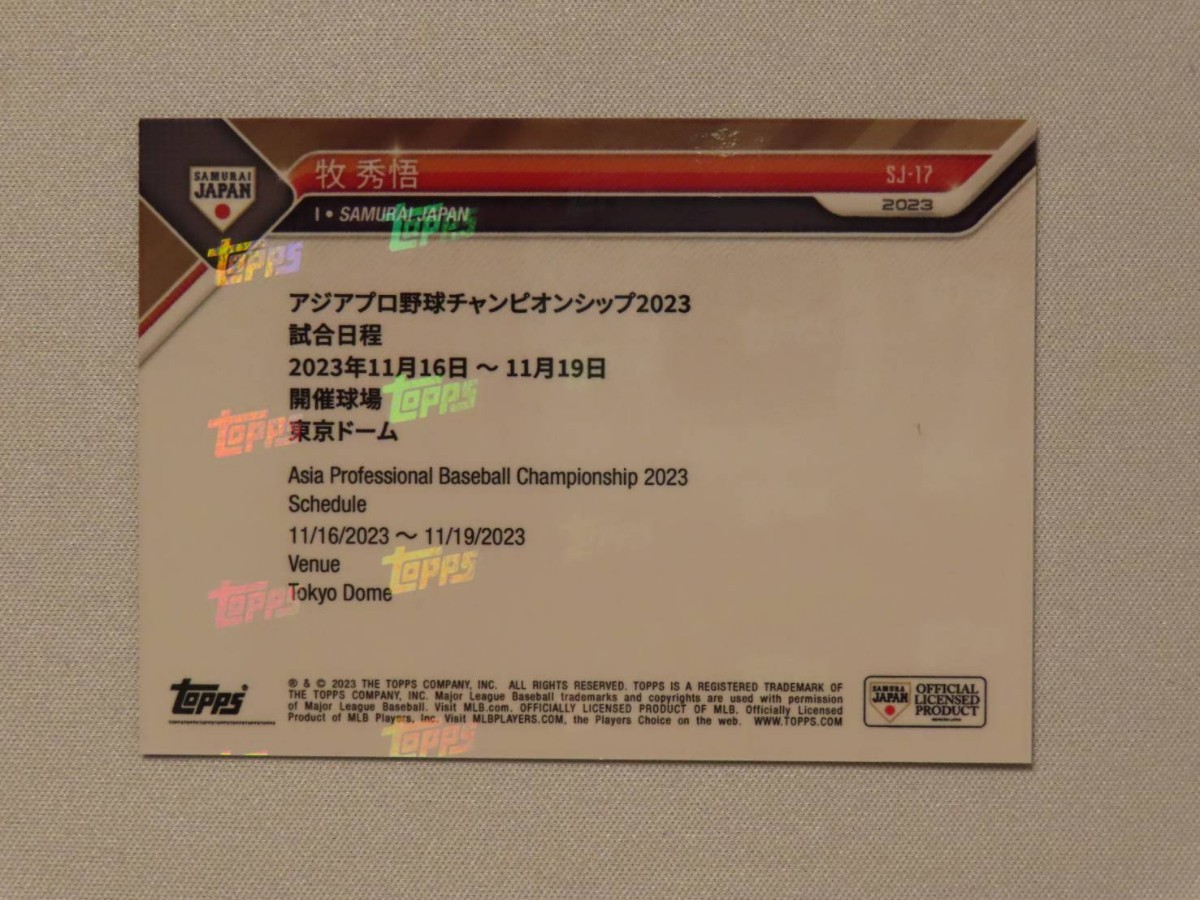 SAMURAI
JAPAN
牧 秀悟
SJ-17
I • SAMURAI JAPAN
2023
アジアプロ野球チャンピオンシップ2023
試合日程
2023年11月16日 ～ 11月19日
開催球場
東京ドーム
Asia Professional Baseball Championship 2023
Schedule
11/16/2023 ～ 11/19/2023
Venue
Tokyo Dome
topps
topps
topps
topps
topps
topps
topps
topps
® & © 2023 THE TOPPS COMPANY, INC. ALL RIGHTS RESERVED. TOPPS IS A REGISTERED TRADEMARK OF
THE TOPPS COMPANY, INC. Major League Baseball trademarks and copyrights are used with permission
of Major League Baseball. Visit MLB.com. OFFICIALLY LICENSED PRODUCT OF MLB. Officially Licensed
Product of MLB Players, Inc. Visit MLBPLAYERS.COM, the Players Choice on the web. WWW.TOPPS.COM
SAMURAI
JAPAN
OFFICIAL
LICENSED
PRODUCT